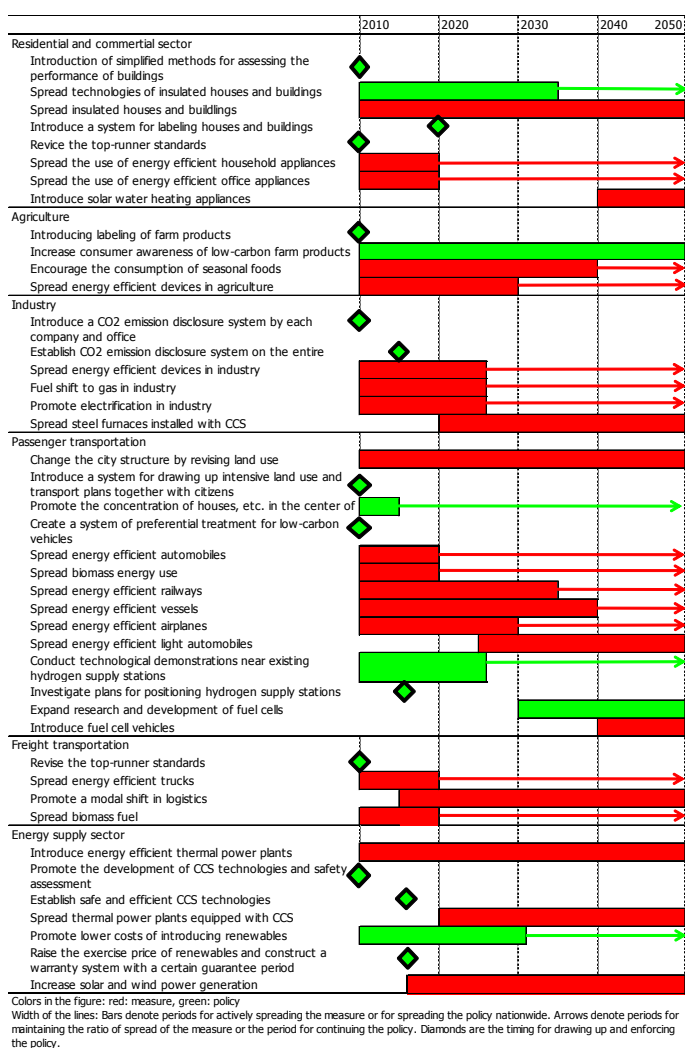 2010 2020 2030 2040 2050
Residential and commertial sector
Introduction of simplified methods for assessing the
performance of buildings
Spread technologies of insulated houses and buildings
Spread insulated houses and buildlings
Introduce a system for labeling houses and buildings
Revice the top-runner standards
Spread the use of energy efficient household appliances
Spread the use of energy efficient office appliances
Introduce solar water heating appliances
Agriculture
Introducing labeling of farm products
Increase consumer awareness of low-carbon farm products
Encourage the consumption of seasonal foods
Spread energy efficient devices in agriculture
Industry
Introduce a CO2 emission disclosure system by each
company and office
Establish CO2 emission disclosure system on the entire
Spread energy efficient devices in industry
Fuel shift to gas in industry
Promote electrification in industry
Spread steel furnaces installed with CCS
Passenger transportation
Change the city structure by revising land use
Introduce a system for drawing up intensive land use and
transport plans together with citizens
Promote the concentration of houses, etc. in the center of
Create a system of preferential treatment for low-carbon
vehicles
Spread energy efficient automobiles
Spread biomass energy use
Spread energy efficient railways
Spread energy efficient vessels
Spread energy efficient airplanes
Spread energy efficient light automobiles
Conduct technological demonstrations near existing
hydrogen supply stations
Investigate plans for positioning hydrogen supply stations
Expand research and development of fuel cells
Introduce fuel cell vehicles
Freight transportation
Revise the top-runner standards
Spread energy efficient trucks
Promote a modal shift in logistics
Spread biomass fuel
Energy supply sector
Introduce energy efficient thermal power plants
Promote the development of CCS technologies and safety
assessment
Establish safe and efficient CCS technologies
Spread thermal power plants equipped with CCS
Promote lower costs of introducing renewables
Raise the exercise price of renewables and construct a
warranty system with a certain guarantee period
Increase solar and wind power generation
Colors in the figure: red: measure, green: policy
Width of the lines: Bars denote periods for actively spreading the measure or for spreading the policy nationwide. Arrows denote periods for
maintaining the ratio of spread of the measure or the period for continuing the policy. Diamonds are the timing for drawing up and enforcing
the policy.